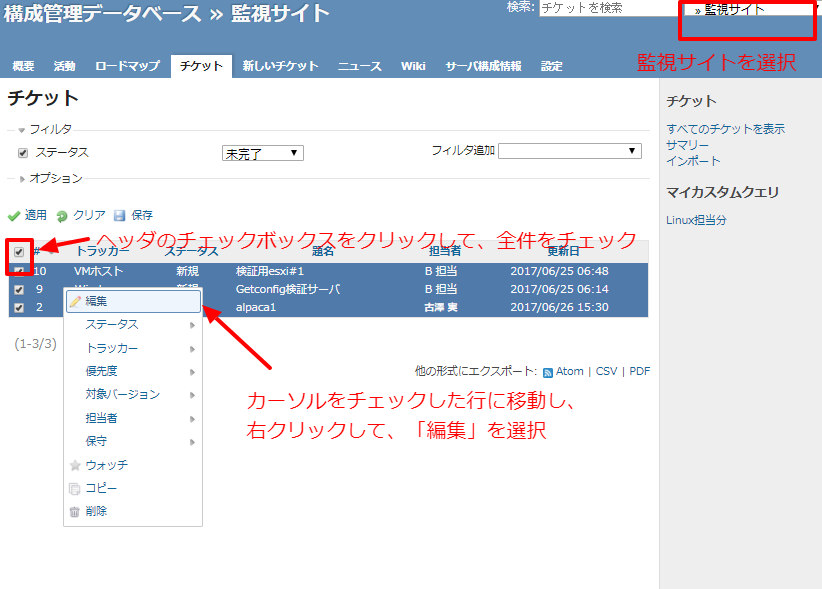 構成管理データベース » 監視サイト
検索: チケットを検索
» 監視サイト
監視サイトを選択
概要 活動 ロードマップ チケット 新しいチケット ニュース Wiki サーバ構成情報 設定
チケット
フィルタ
ステータス 未完了 フィルタ追加
オプション
適用 クリア 保存
ヘッダのチェックボックスをクリックして、全件をチェック
# トラッカー ステータス 題名 担当者 更新日
10 VMホスト 新規 検証用esxi#1 B 担当 2017/06/25 06:48
9 Getconfig検証サーバ B 担当 2017/06/25 06:14
2 alpaca1 古澤 実 2017/06/26 15:30
(1-3/3)
編集
ステータス
トラッカー
優先度
対象バージョン
担当者
保守
ウォッチ
コピー
削除
他の形式にエクスポート: Atom | CSV | PDF
カーソルをチェックした行に移動し、
右クリックして、「編集」を選択
チケット
すべてのチケットを表示
サマリー
インポート
マイカスタムクエリ
Linux担当分